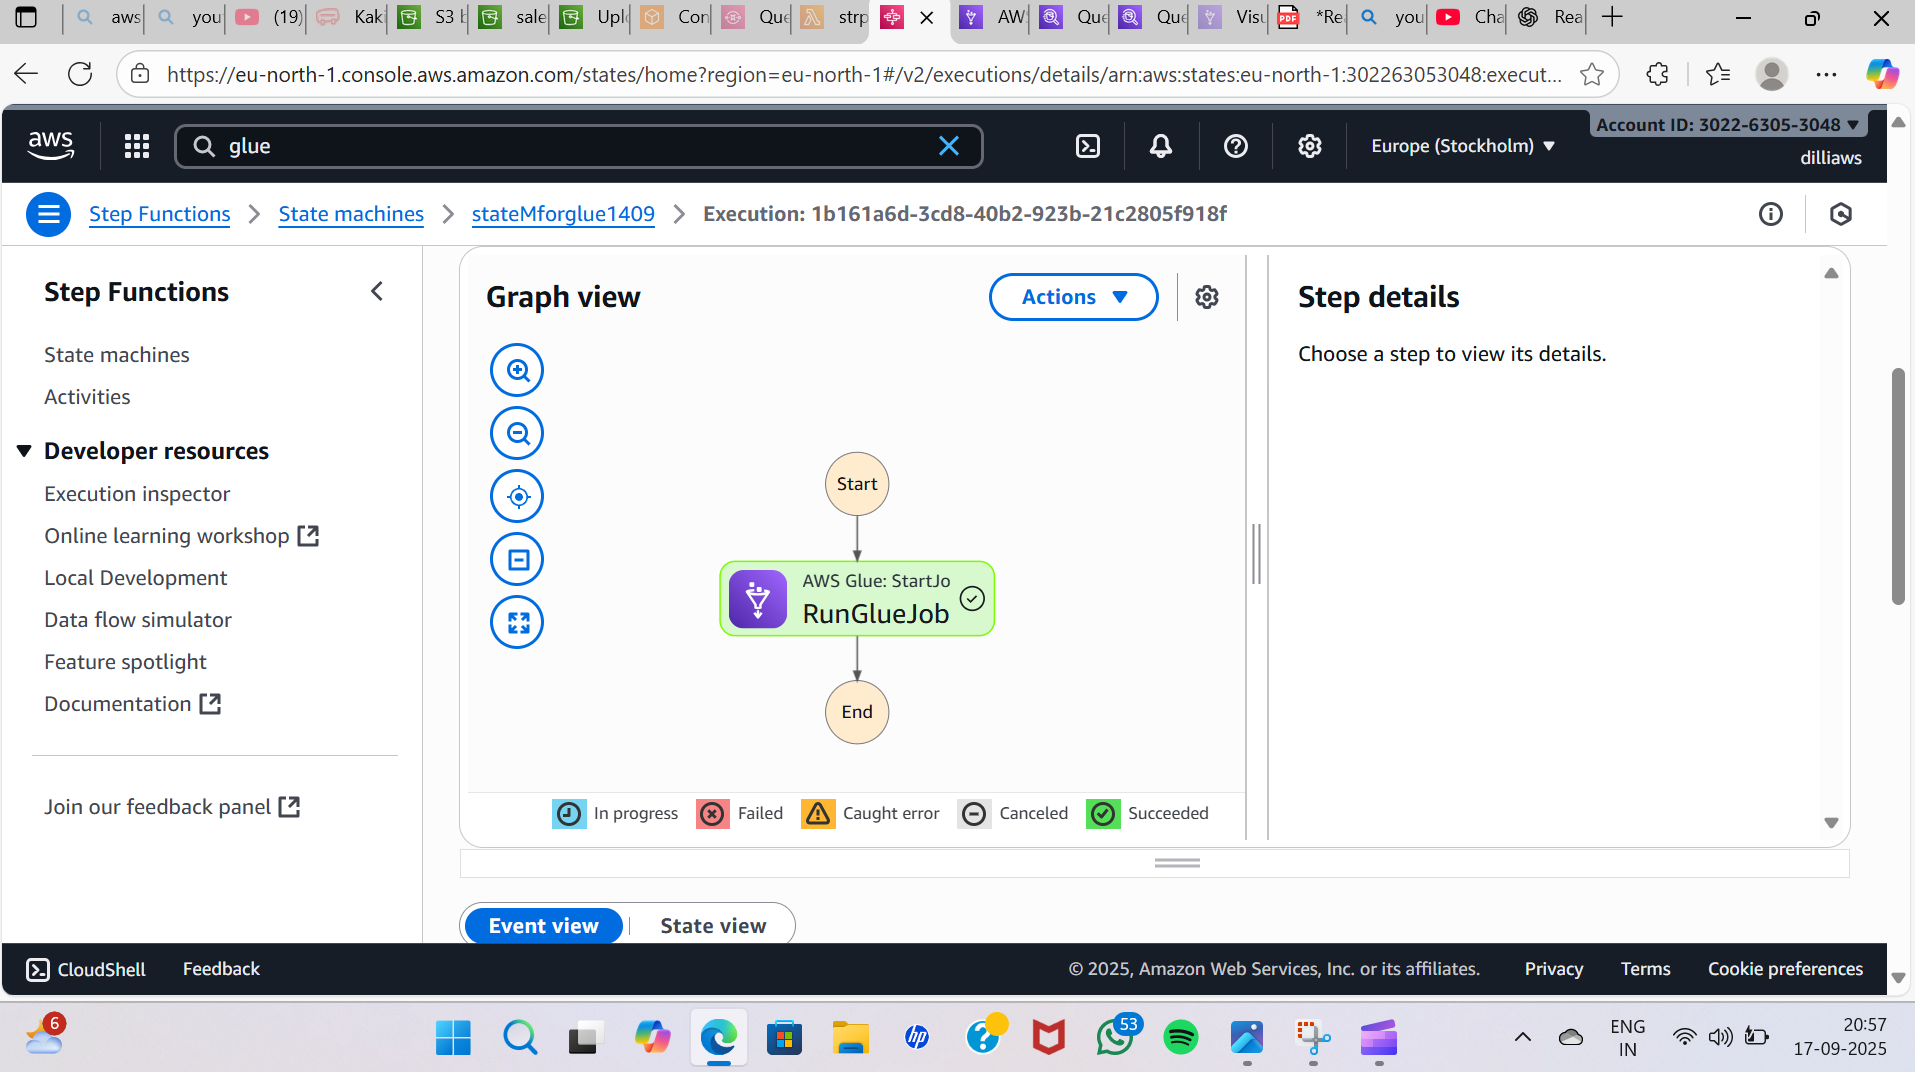 aws
you
(19)
Kaki
S3 b
sale
Uplo
Con
Que
strp
AW
Que
Que
Visu
PDF
*Rea
you
Cha
Rea
https://eu-north-1.console.aws.amazon.com/states/home?region=eu-north-1#/v2/executions/details/arn:aws:states:eu-north-1:302263053048:execut...
aws
glue
Europe (Stockholm)
Account ID: 3022-6305-3048
dilliaws
Step Functions
State machines
stateMforglue1409
Execution: 1b161a6d-3cd8-40b2-923b-21c2805f918f
Step Functions
State machines
Activities
Developer resources
Execution inspector
Online learning workshop
Local Development
Data flow simulator
Feature spotlight
Documentation
Join our feedback panel
Graph view
Actions
Start
AWS Glue: StartJo
RunGlueJob
End
In progress
Failed
Caught error
Canceled
Succeeded
Step details
Choose a step to view its details.
Event view
State view
CloudShell
Feedback
© 2025, Amazon Web Services, Inc. or its affiliates.
Privacy
Terms
Cookie preferences
6
hp
53
ENG
IN
20:57
17-09-2025